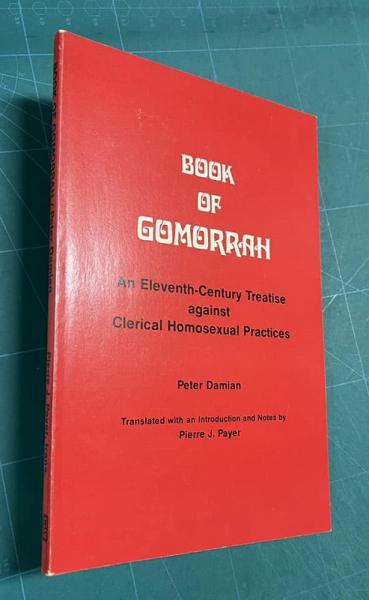 BOOK
OF
GOMORRAH
An Eleventh-Century Treatise
against
Clerical Homosexual Practices
Peter Damian
Translated with an Introduction and Notes by
Pierre J. Payer